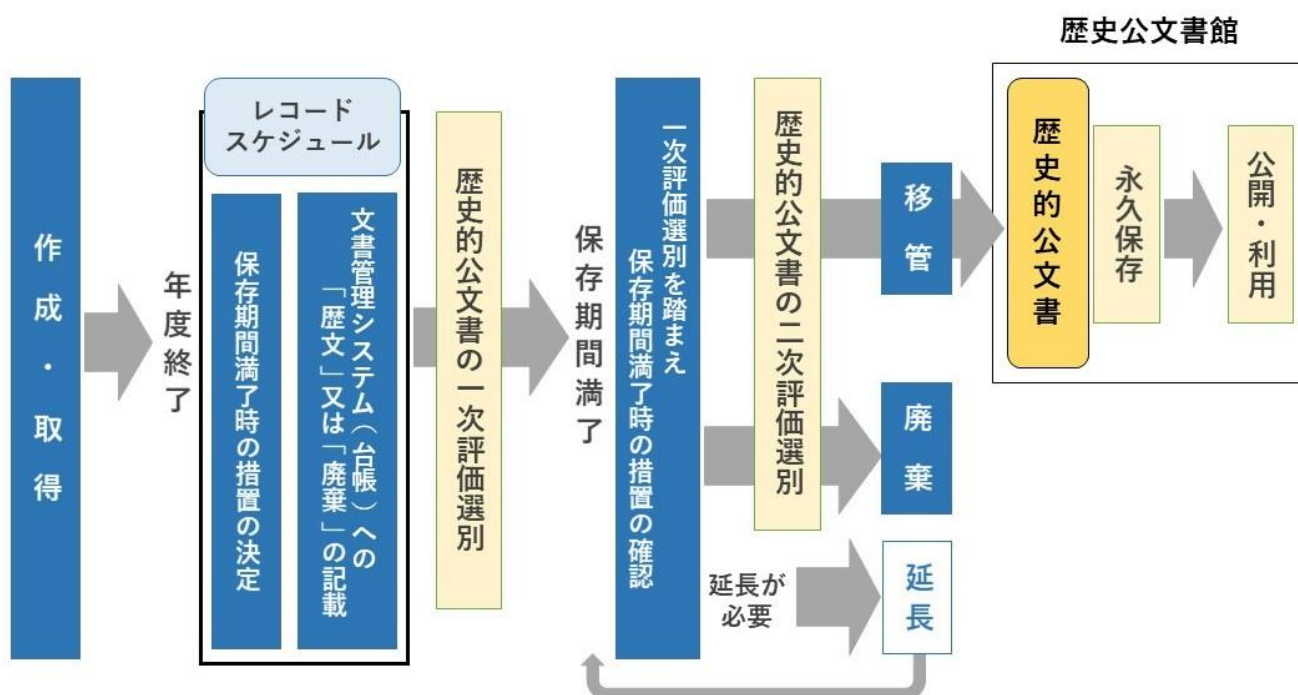 作成・取得
年度終了
レコード
スケジュール
保存期間満了時の措置の決定
文書管理システム（台帳）への
「歴文」又は「廃棄」の記載
歴史的公文書の一次評価選別
保存期間満了
一次評価選別を踏まえ
保存期間満了時の措置の確認
歴史的公文書の二次評価選別
移管
廃棄
延長が
必要
延長
歴史公文書館
歴史的公文書
永久保存
公開・利用